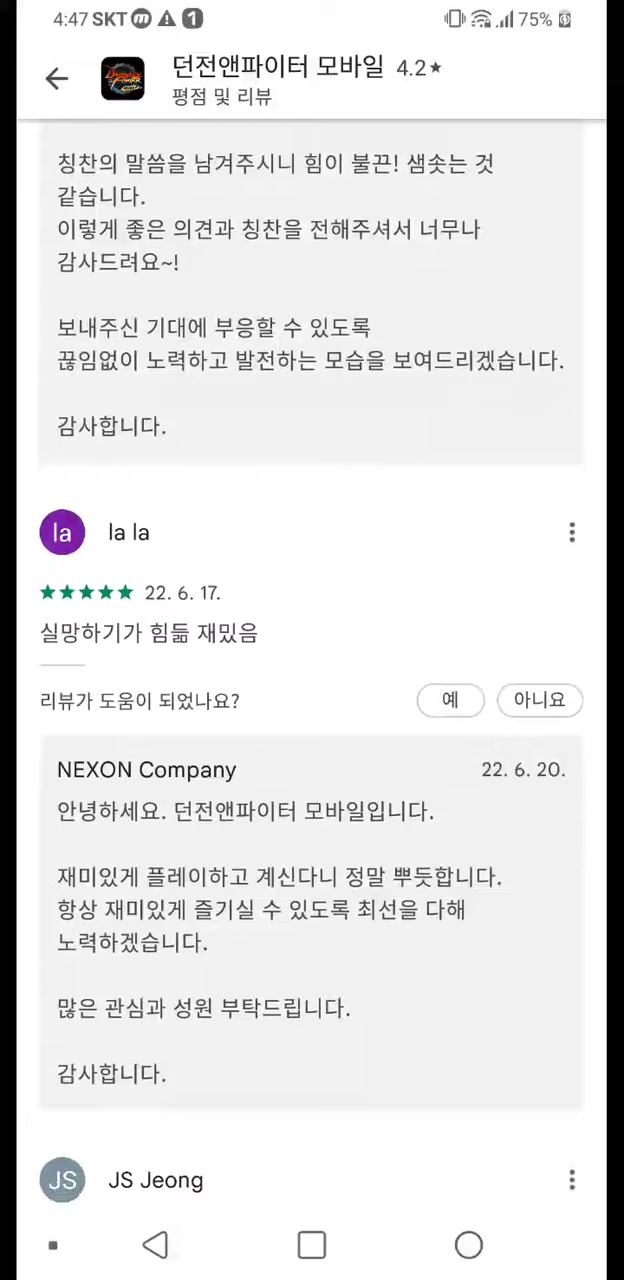 4:47 SKT m 1 75%
던전앤파이터 모바일 4.2★
평점 및 리뷰
칭찬의 말씀을 남겨주시니 힘이 불끈! 샘솟는 것
같습니다.
이렇게 좋은 의견과 칭찬을 전해주셔서 너무나
감사드려요~!
보내주신 기대에 부응할 수 있도록
끊임없이 노력하고 발전하는 모습을 보여드리겠습니다.
감사합니다.
la la la
★★★★★ 22. 6. 17.
실망하기가 힘듦 재밌음
리뷰가 도움이 되었나요? 예 아니요
NEXON Company 22. 6. 20.
안녕하세요. 던전앤파이터 모바일입니다.
재미있게 플레이하고 계신다니 정말 뿌듯합니다.
항상 재미있게 즐기실 수 있도록 최선을 다해
노력하겠습니다.
많은 관심과 성원 부탁드립니다.
감사합니다.
JS JS Jeong